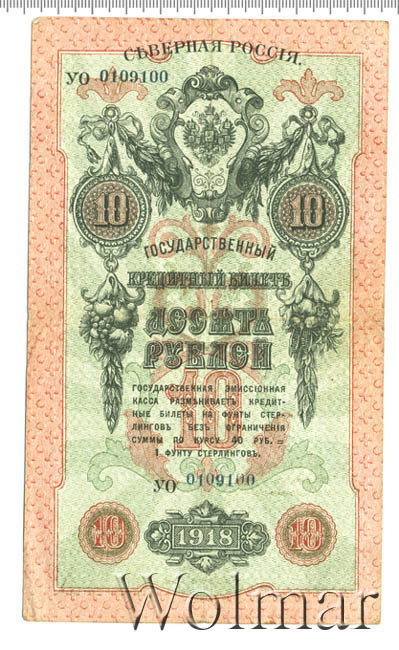 СѢВЕРНАЯ РОССІЯ.
УО 0109100
10 10
ГОСУДАРСТВЕННЫЙ
КРЕДИТНЫЙ БИЛЕТЪ
ДЕСЯТЬ
РУБЛЕЙ
10
ГОСУДАРСТВЕННАЯ ЭМИССІОННАЯ
КАССА РАЗМѢНИВАЕТЪ КРЕДИТ-
НЫЕ БИЛЕТЫ НА ФУНТЫ СТЕР-
ЛИНГОВЪ БЕЗЪ ОГРАНИЧЕНІЯ
СУММЫ ПО КУРСУ 40 РУБ. =
1 ФУНТУ СТЕРЛИНГОВЪ.
УО 0109100
10 1918 10
Wolmar